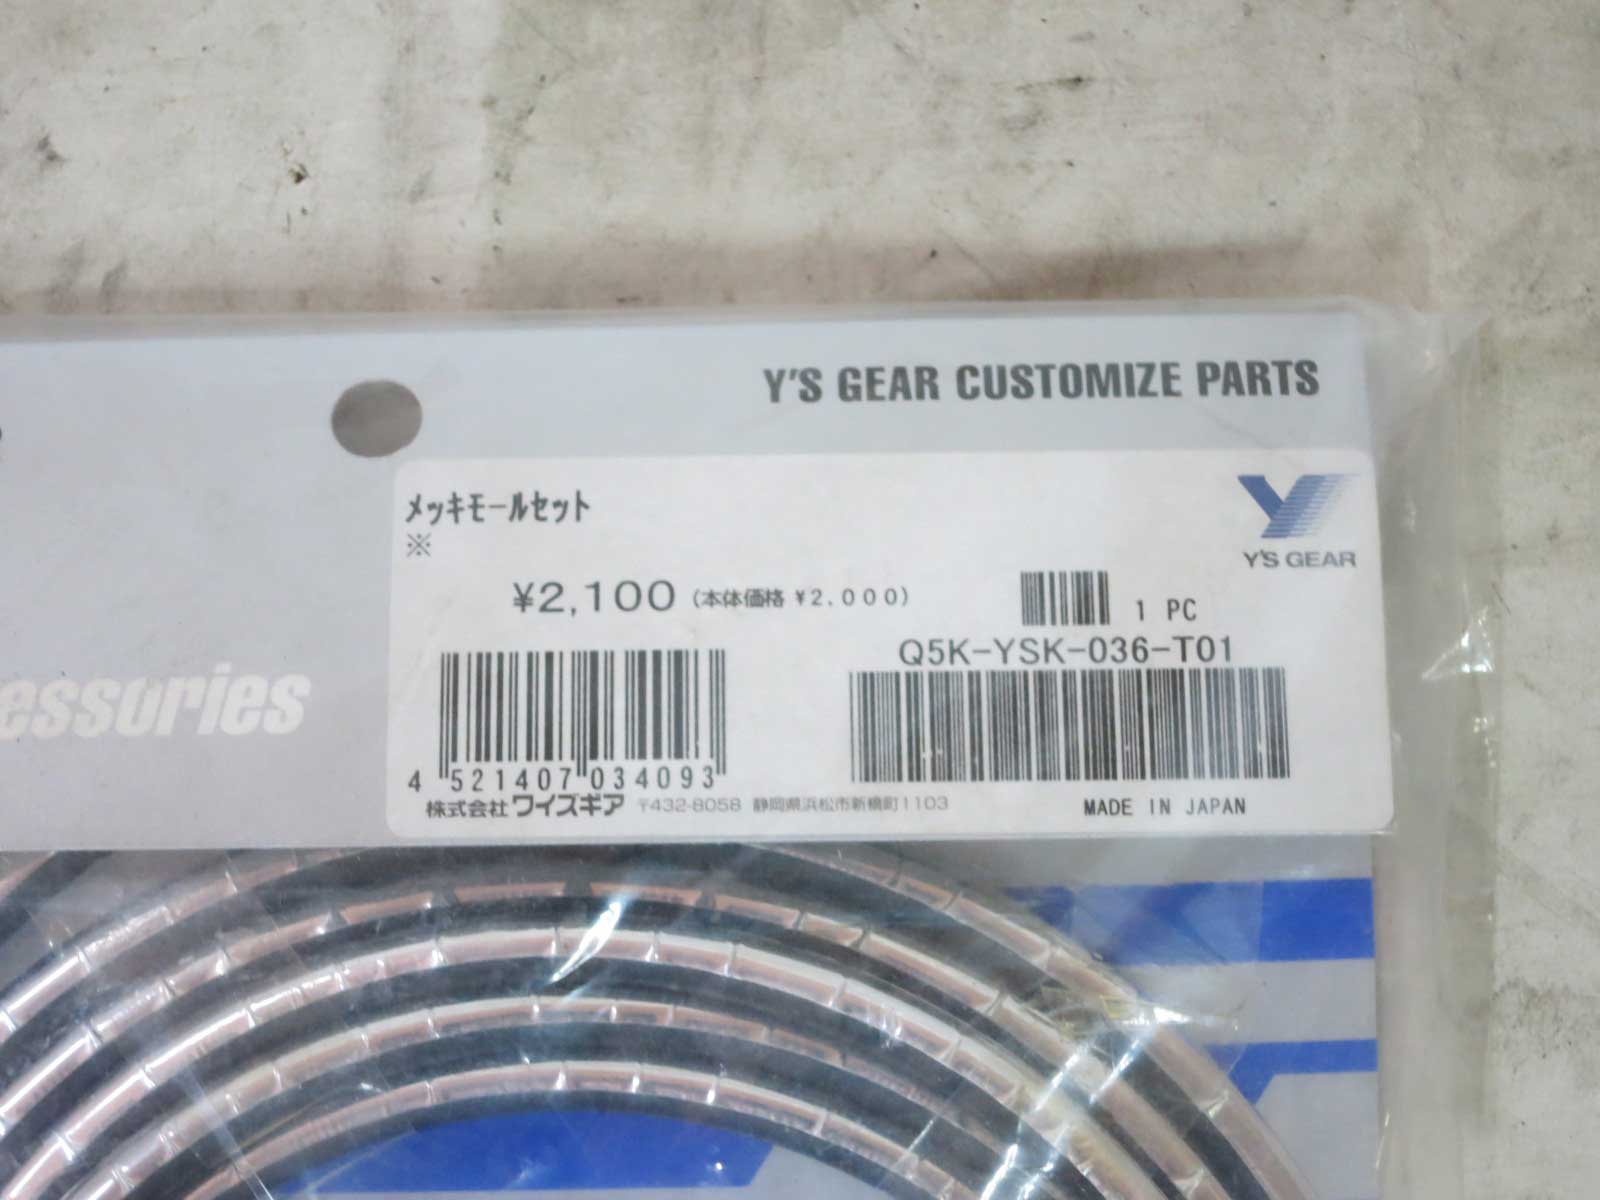 Y'S GEAR CUSTOMIZE PARTS
メッキモールセット
※
Y'S GEAR
¥2,100 (本体価格 ¥2,000)
1 PC
Q5K-YSK-036-T01
essories
4 521407 034093
株式会社 ワイズギア 〒432-8058 静岡県浜松市新橋町1103
MADE IN JAPAN